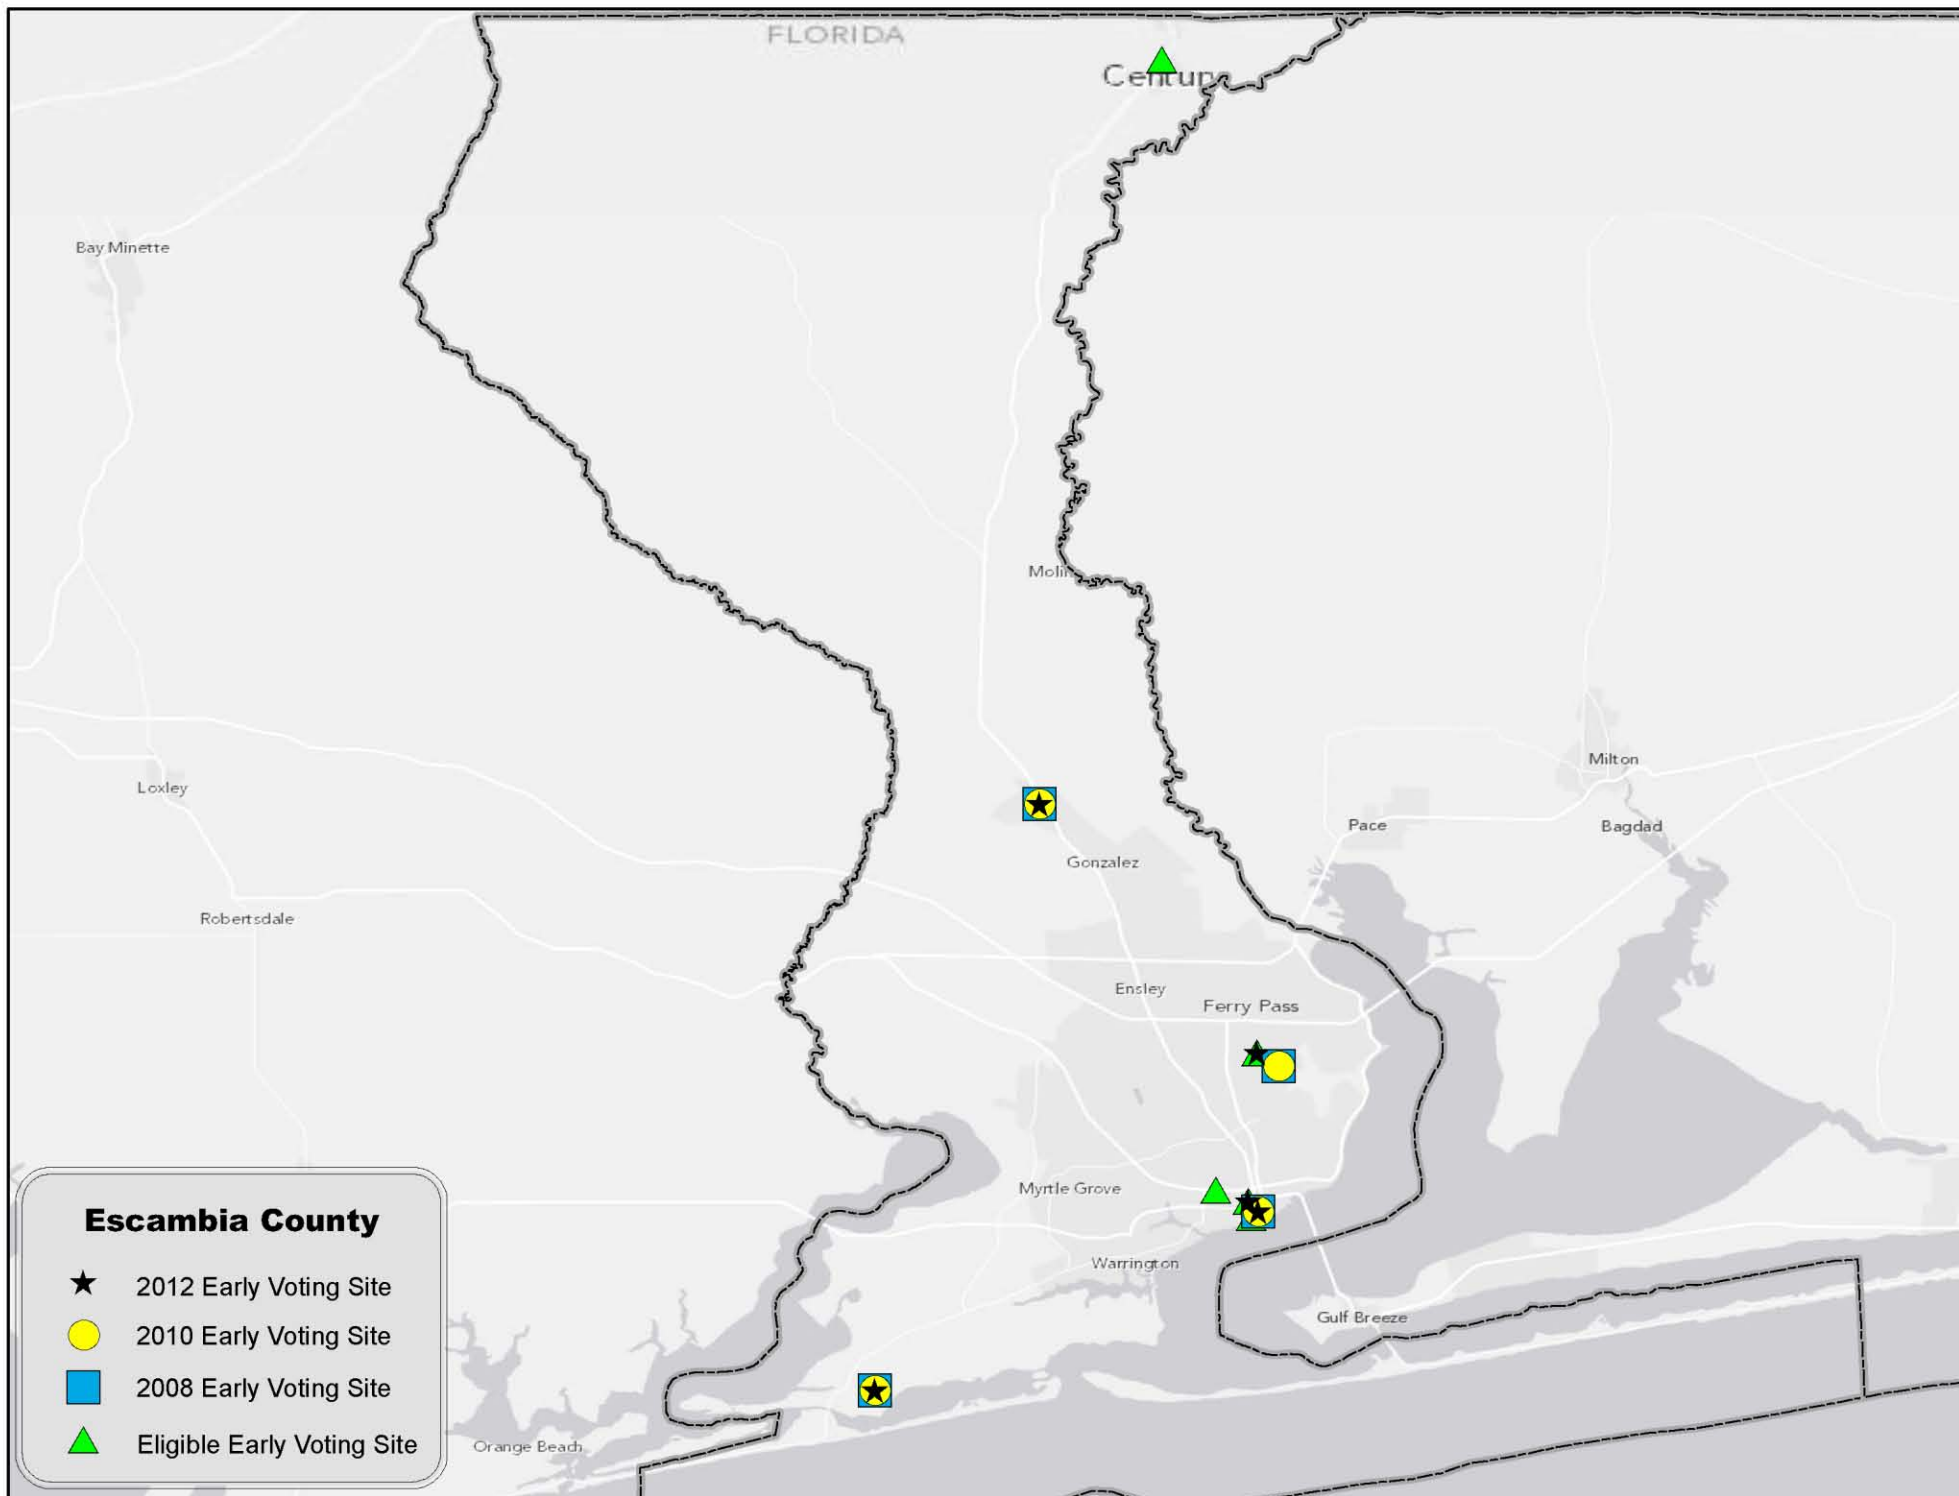 FLORIDA
Century
Bay Minette
Molin
Loxley
Milton
Pace
Bagdad
Gonzalez
Robertsdale
Ensley
Ferry Pass
Myrtle Grove
Warrington
Gulf Breeze
Orange Beach
Escambia County
2012 Early Voting Site
2010 Early Voting Site
2008 Early Voting Site
Eligible Early Voting Site